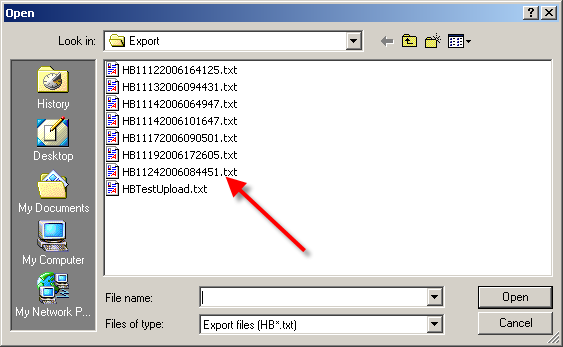 Open
Look in: Export
HB11122006164125.txt
HB11132006094431.txt
HB11142006064947.txt
HB11142006101647.txt
HB11172006090501.txt
HB11192006172605.txt
HB11242006084451.txt
HBTestUpload.txt
History
Desktop
My Documents
My Computer
My Network P...
File name:
Open
Files of type: Export files (HB*.txt)
Cancel